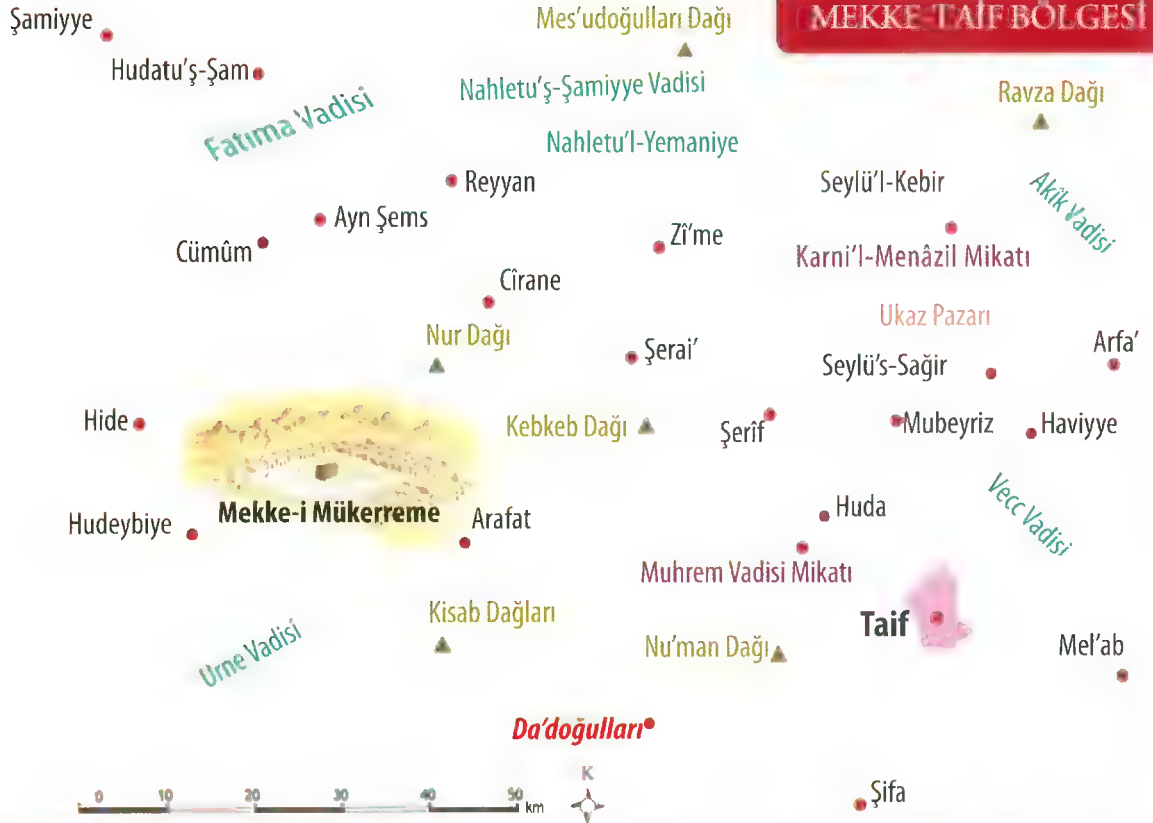 MEKKE-TAİF BÖLGESİ
Şamiyye
Mes'udoğulları Dağı
Hudatu'ş-Şam
Nahletu'ş-Şamiyye Vadisi
Ravza Dağı
Fatıma Vadisi
Nahletu'l-Yemaniye
Reyyan
Seylü'l-Kebir
Akîk Vadisi
Ayn Şems
Cümûm
Zî'me
Karni'l-Menâzil Mikatı
Cîrane
Ukaz Pazarı
Nur Dağı
Şerai'
Seylü's-Sağir
Arfa'
Hide
Kebkeb Dağı
Şerîf
Mubeyriz
Haviyye
Mekke-i Mükerreme
Hudeybiye
Arafat
Huda
Vecc Vadisi
Muhrem Vadisi Mikatı
Kisab Dağları
Taif
Urne Vadisi
Nu'man Dağı
Mel'ab
Da'doğulları
K
0 10 20 30 40 50 km
Şifa